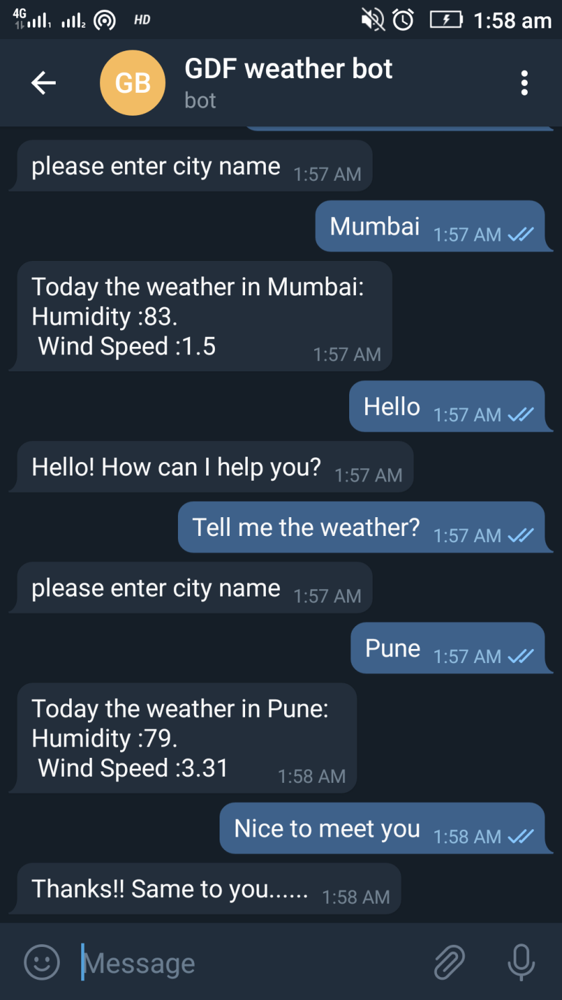 4G 1 2 HD 1:58 am
GB GDF weather bot
bot
please enter city name 1:57 AM
Mumbai 1:57 AM
Today the weather in Mumbai:
Humidity :83.
Wind Speed :1.5 1:57 AM
Hello 1:57 AM
Hello! How can I help you? 1:57 AM
Tell me the weather? 1:57 AM
please enter city name 1:57 AM
Pune 1:57 AM
Today the weather in Pune:
Humidity :79.
Wind Speed :3.31 1:58 AM
Nice to meet you 1:58 AM
Thanks!! Same to you...... 1:58 AM
Message